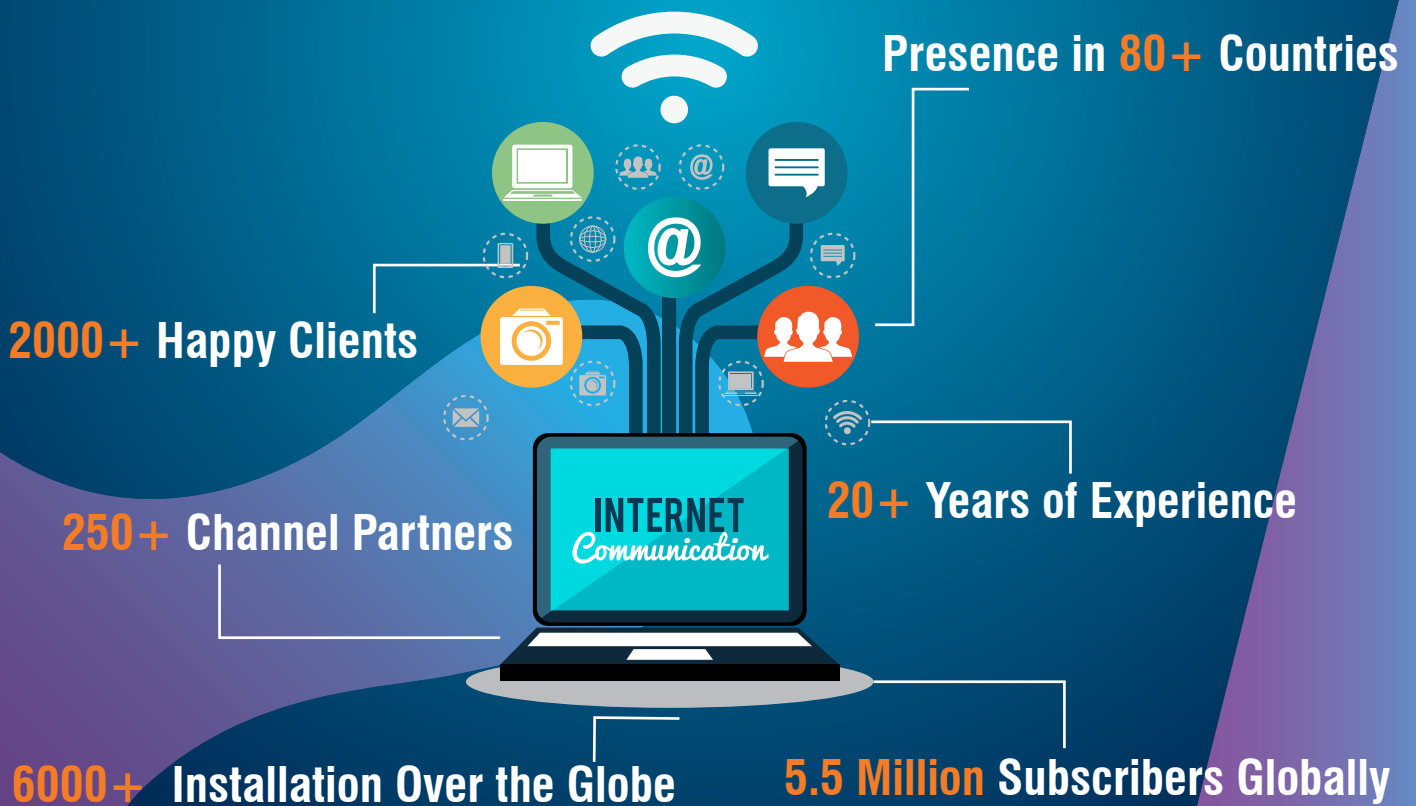 Presence in 80+ Countries
@
@
2000+ Happy Clients
20+ Years of Experience
INTERNET
Communication
250+ Channel Partners
6000+ Installation Over the Globe
5.5 Million Subscribers Globally